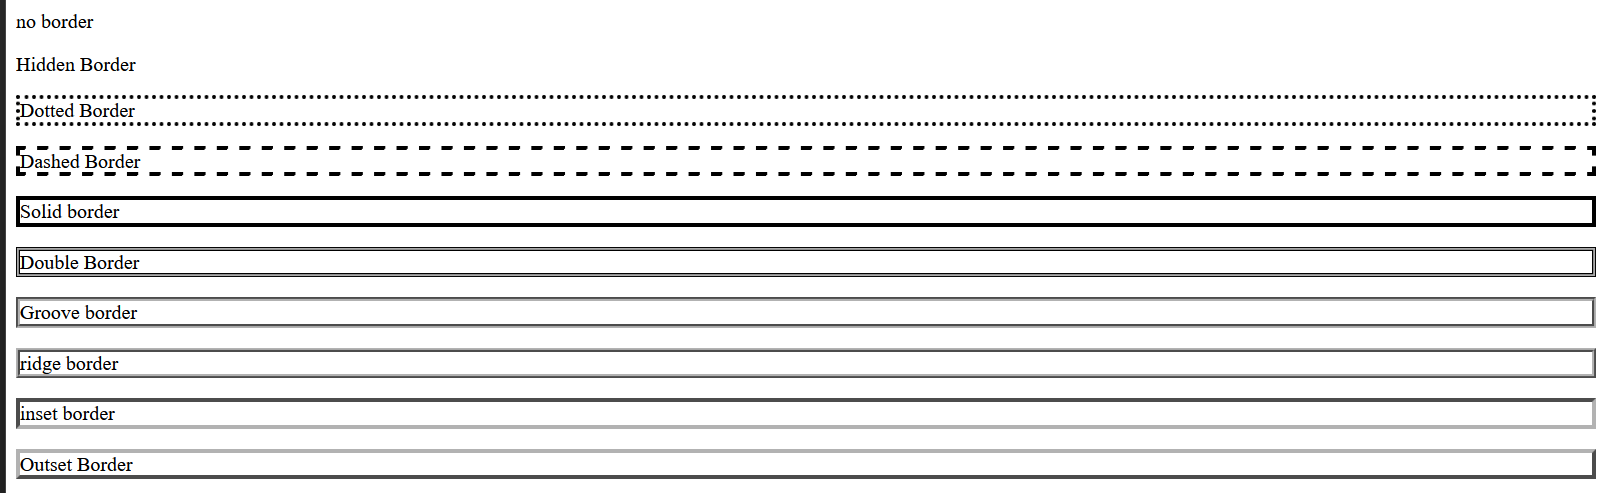 no border
Hidden Border
Dotted Border
Dashed Border
Solid border
Double Border
Groove border
ridge border
inset border
Outset Border